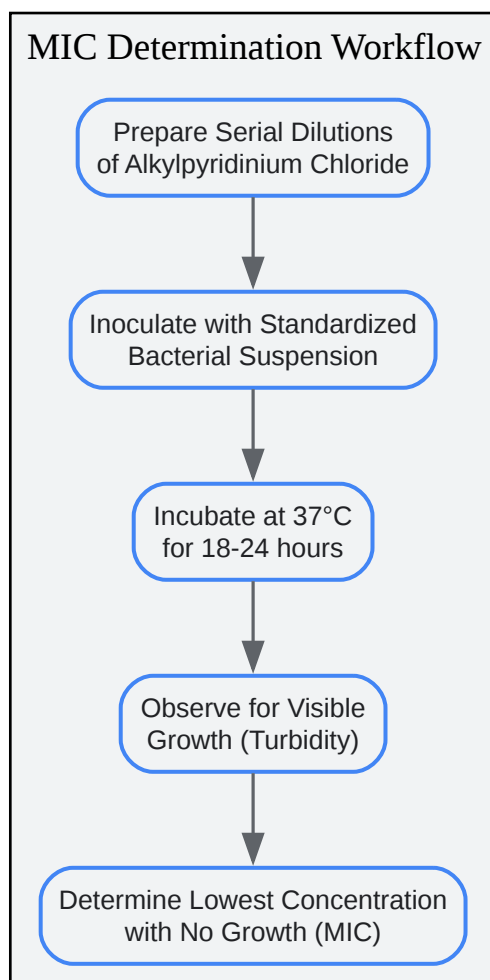 MIC Determination Workflow
Prepare Serial Dilutions
of Alkylpyridinium Chloride
Inoculate with Standardized
Bacterial Suspension
Incubate at 37°C
for 18-24 hours
Observe for Visible
Growth (Turbidity)
Determine Lowest Concentration
with No Growth (MIC)